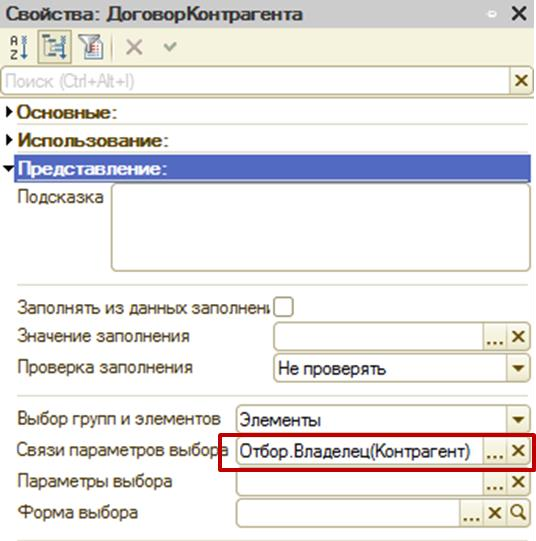 Свойства: ДоговорКонтрагента
Поиск (Ctrl+Alt+I)
Основные:
Использование:
Представление:
Подсказка
Заполнять из данных заполнени
Значение заполнения
Проверка заполнения Не проверять
Выбор групп и элементов Элементы
Связи параметров выбора Отбор.Владелец(Контрагент)
Параметры выбора
Форма выбора